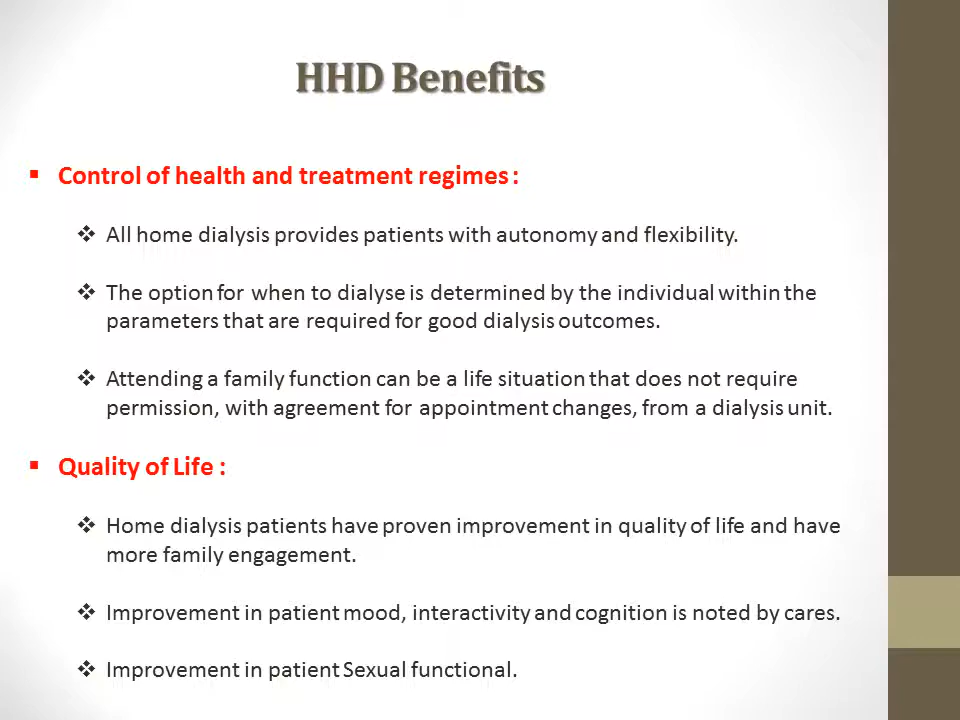 HHD Benefits
▪ Control of health and treatment regimes :
❖ All home dialysis provides patients with autonomy and flexibility.
❖ The option for when to dialyse is determined by the individual within the
parameters that are required for good dialysis outcomes.
❖ Attending a family function can be a life situation that does not require
permission, with agreement for appointment changes, from a dialysis unit.
▪ Quality of Life :
❖ Home dialysis patients have proven improvement in quality of life and have
more family engagement.
❖ Improvement in patient mood, interactivity and cognition is noted by cares.
❖ Improvement in patient Sexual functional.